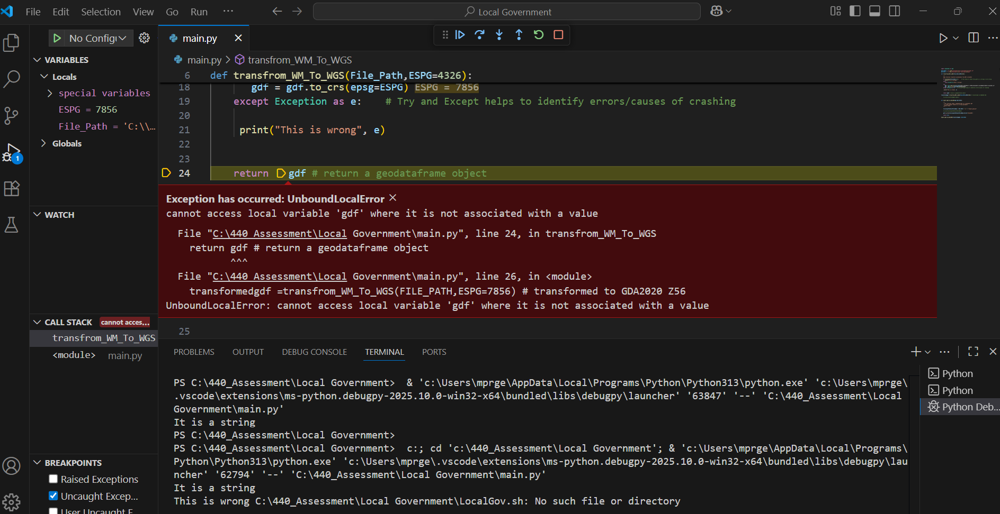 File Edit Selection View Go Run ··· Local Government
No Configu main.py
main.py > transfrom_WM_To_WGS
VARIABLES
Locals
special variables
ESPG = 7856
File_Path = 'C:\\...
Globals
WATCH
CALL STACK cannot acces...
transfrom_WM_To_WGS
<module> main.py
BREAKPOINTS
Raised Exceptions
Uncaught Excep...
User Uncaught E
1
6 def transfrom_WM_To_WGS(File_Path,ESPG=4326):
18 gdf = gdf.to_crs(epsg=ESPG) ESPG = 7856
19 except Exception as e: # Try and Except helps to identify errors/causes of crashing
20
21 print("This is wrong", e)
22
23
24 return gdf # return a geodataframe object
Exception has occurred: UnboundLocalError
cannot access local variable 'gdf' where it is not associated with a value
File "C:\440_Assessment\Local Government\main.py", line 24, in transfrom_WM_To_WGS
return gdf # return a geodataframe object
^^^
File "C:\440_Assessment\Local Government\main.py", line 26, in <module>
transformedgdf =transfrom_WM_To_WGS(FILE_PATH,ESPG=7856) # transformed to GDA2020 Z56
UnboundLocalError: cannot access local variable 'gdf' where it is not associated with a value
25
PROBLEMS OUTPUT DEBUG CONSOLE TERMINAL PORTS
PS C:\440_Assessment\Local Government>  & 'c:\Users\mprge\AppData\Local\Programs\Python\Python313\python.exe' 'c:\Users\mprge\
.vscode\extensions\ms-python.debugpy-2025.10.0-win32-x64\bundled\libs\debugpy\launcher' '63847' '--' 'C:\440_Assessment\Local
Government\main.py'
It is a string
PS C:\440_Assessment\Local Government>
PS C:\440_Assessment\Local Government>  c:; cd 'c:\440_Assessment\Local Government'; & 'c:\Users\mprge\AppData\Local\Programs\
Python\Python313\python.exe' 'c:\Users\mprge\.vscode\extensions\ms-python.debugpy-2025.10.0-win32-x64\bundled\libs\debugpy\lau
ncher' '62794' '--' 'C:\440_Assessment\Local Government\main.py'
It is a string
This is wrong C:\440_Assessment\Local Government\LocalGov.sh: No such file or directory
Python
Python
Python Deb...